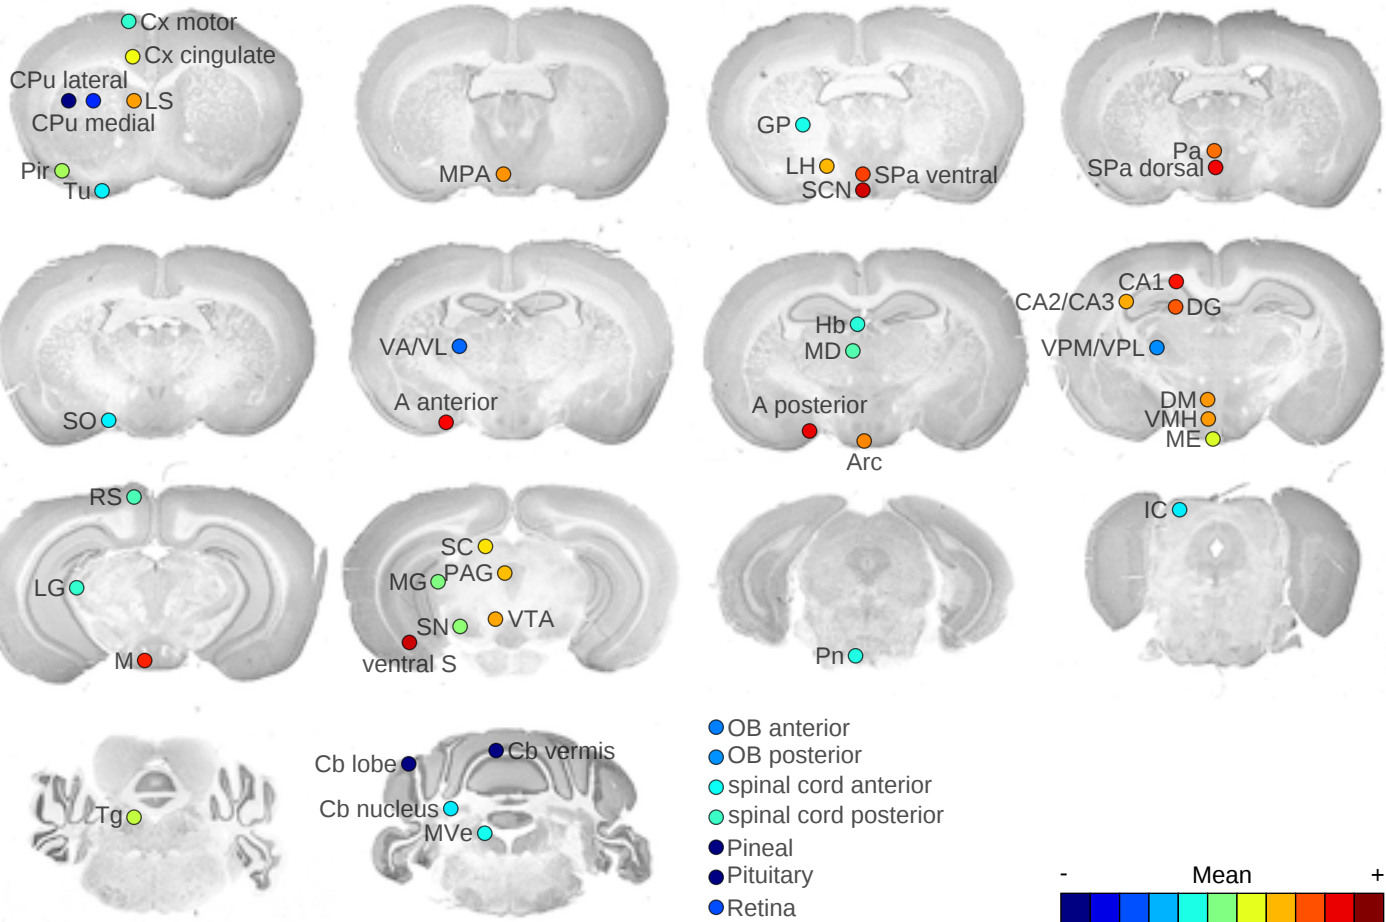 Cx motor
Cx cingulate
CPu lateral
LS
CPu medial
Pir
Tu
MPA
GP
LH
SPa ventral
SCN
Pa
SPa dorsal
SO
VA/VL
A anterior
Hb
MD
A posterior
Arc
CA1
CA2/CA3
DG
VPM/VPL
DM
VMH
ME
RS
LG
M
SC
PAG
MG
VTA
SN
ventral S
Pn
IC
Tg
Cb vermis
Cb lobe
Cb nucleus
MVe
OB anterior
OB posterior
spinal cord anterior
spinal cord posterior
Pineal
Pituitary
Retina
- Mean +